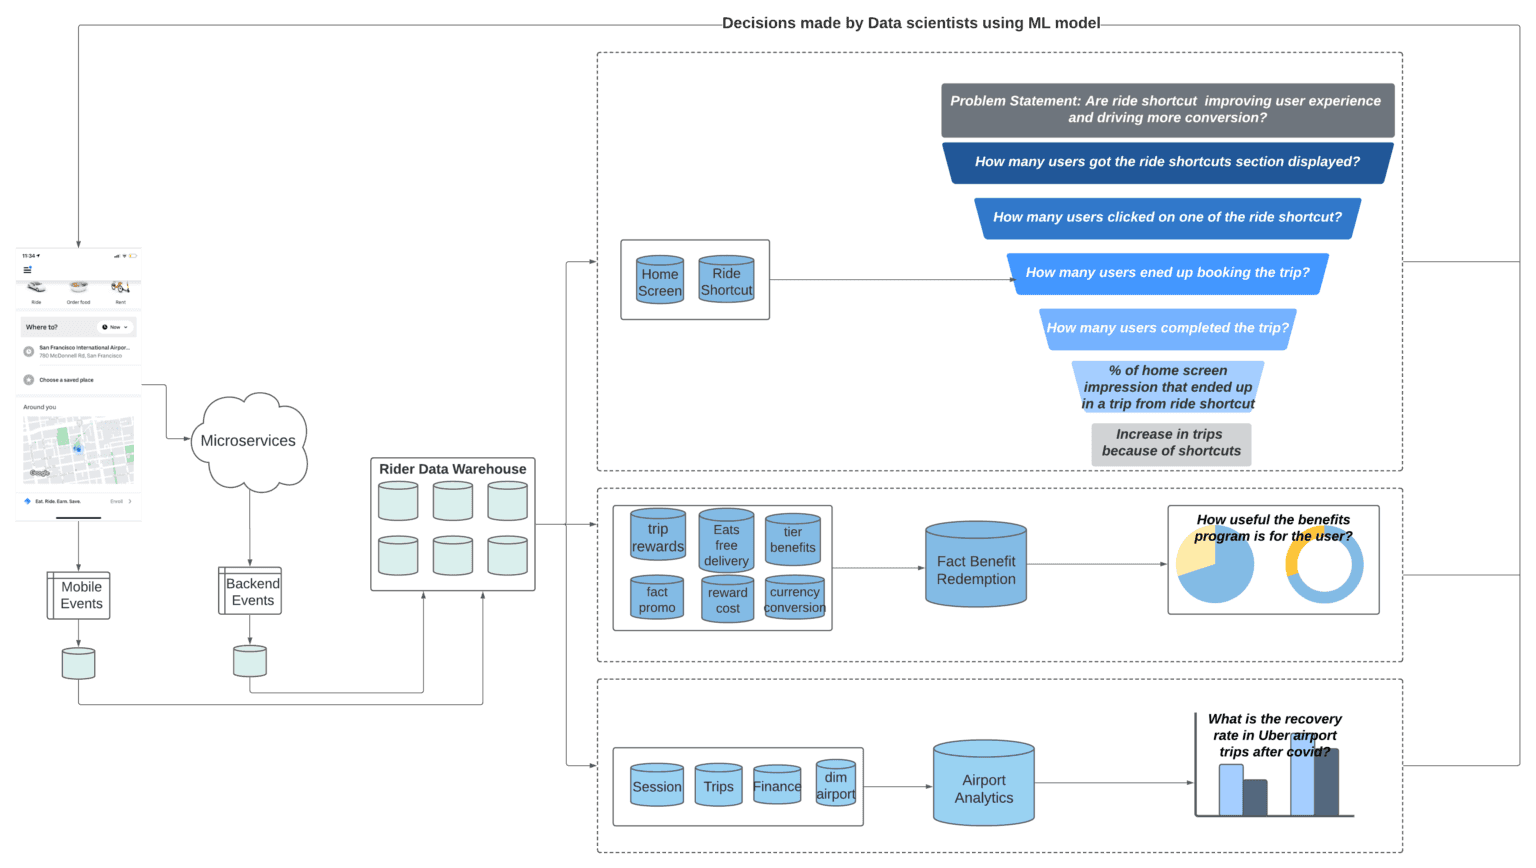 Decisions made by Data scientists using ML model
Problem Statement: Are ride shortcut improving user experience
and driving more conversion?
How many users got the ride shortcuts section displayed?
How many users clicked on one of the ride shortcut?
How many users ened up booking the trip?
How many users completed the trip?
% of home screen
impression that ended up
in a trip from ride shortcut
Increase in trips
because of shortcuts
Home
Screen
Ride
Shortcut
11:34
Ride
Order food
Rent
Where to?
Now
San Francisco International Airpor...
780 McDonnell Rd, San Francisco
Choose a saved place
Around you
Google
Eat. Ride. Earn. Save.
Enroll
Microservices
Mobile
Events
Backend
Events
Rider Data Warehouse
trip
rewards
Eats
free
delivery
tier
benefits
fact
promo
reward
cost
currency
conversion
Fact Benefit
Redemption
How useful the benefits
program is for the user?
Session
Trips
Finance
dim
airport
Airport
Analytics
What is the recovery
rate in Uber airport
trips after covid?